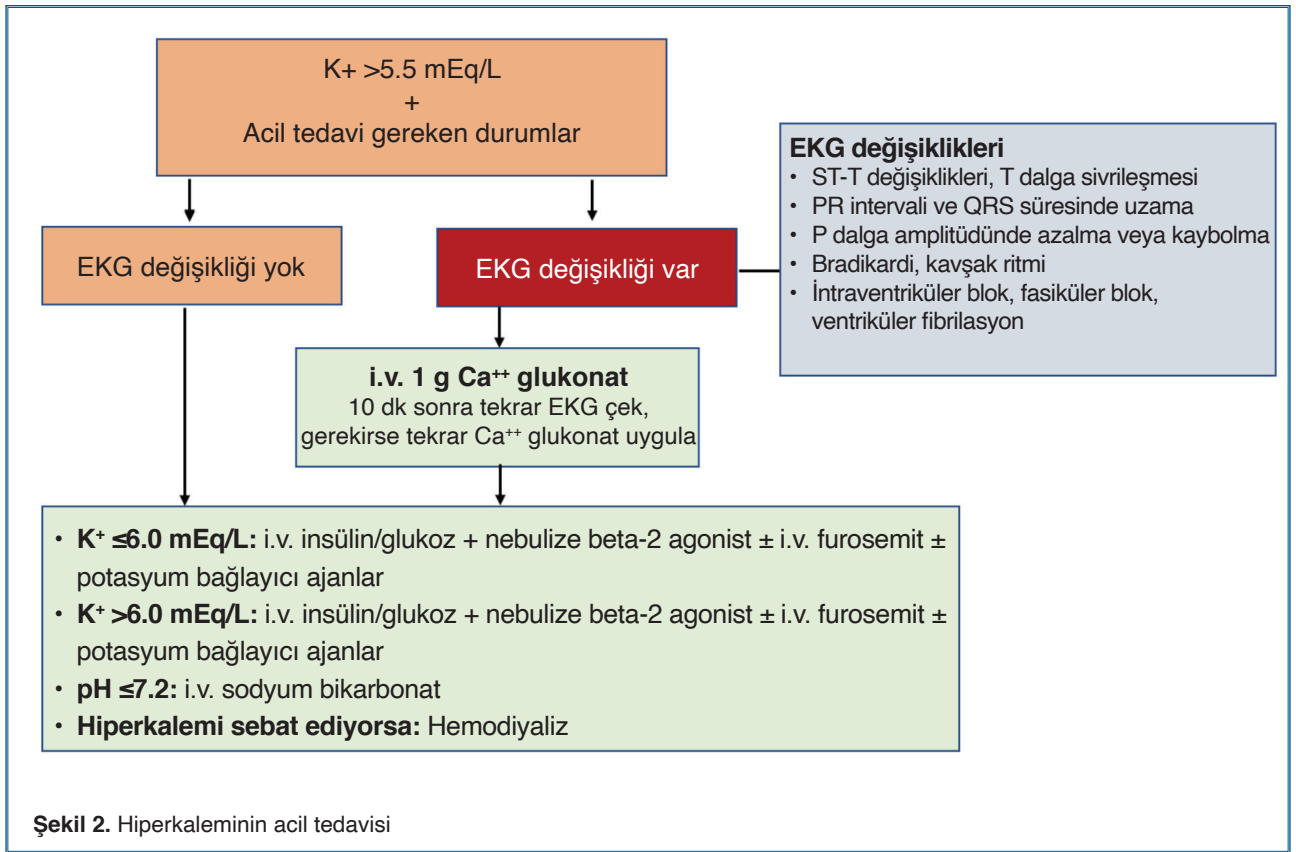 K+ >5.5 mEq/L
+
Acil tedavi gereken durumlar
EKG değişiklikleri
• ST-T değişiklikleri, T dalga sivrileşmesi
• PR intervali ve QRS süresinde uzama
• P dalga amplitüdünde azalma veya kaybolma
• Bradikardi, kavşak ritmi
• İntraventriküler blok, fasiküler blok,
ventriküler fibrilasyon
EKG değişikliği yok
EKG değişikliği var
i.v. 1 g Ca⁺⁺ glukonat
10 dk sonra tekrar EKG çek,
gerekirse tekrar Ca⁺⁺ glukonat uygula
• K⁺ ≤6.0 mEq/L: i.v. insülin/glukoz + nebulize beta-2 agonist ± i.v. furosemit ±
potasyum bağlayıcı ajanlar
• K⁺ >6.0 mEq/L: i.v. insülin/glukoz + nebulize beta-2 agonist ± i.v. furosemit ±
potasyum bağlayıcı ajanlar
• pH ≤7.2: i.v. sodyum bikarbonat
• Hiperkalemi sebat ediyorsa: Hemodiyaliz
Şekil 2. Hiperkaleminin acil tedavisi